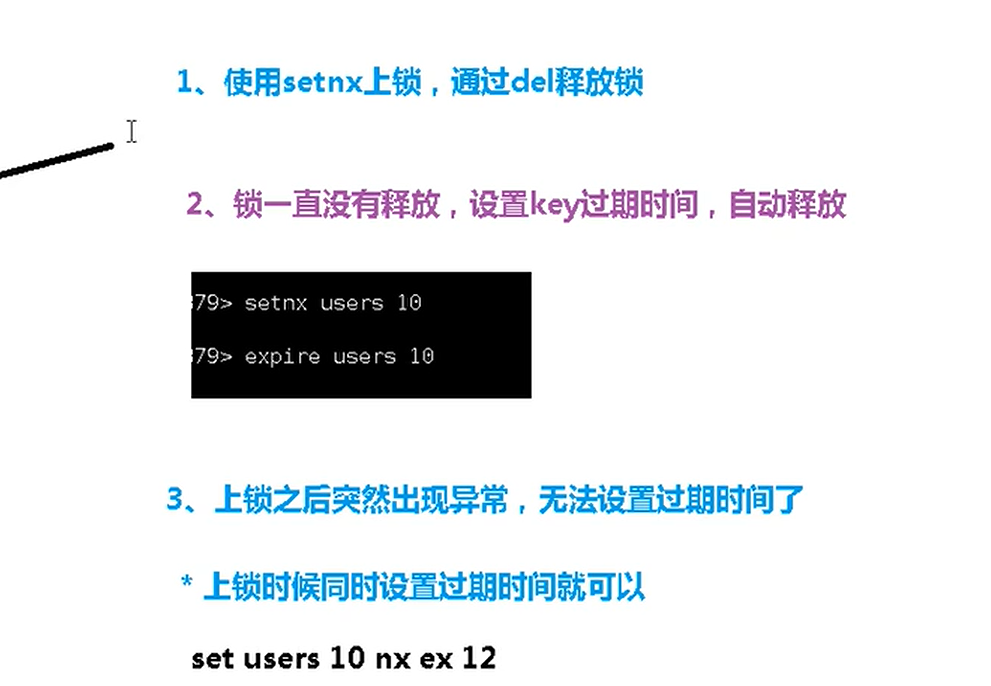 1、使用setnx上锁，通过del释放锁
2、锁一直没有释放，设置key过期时间，自动释放
79> setnx users 10
79> expire users 10
3、上锁之后突然出现异常，无法设置过期时间了
* 上锁时候同时设置过期时间就可以
set users 10 nx ex 12